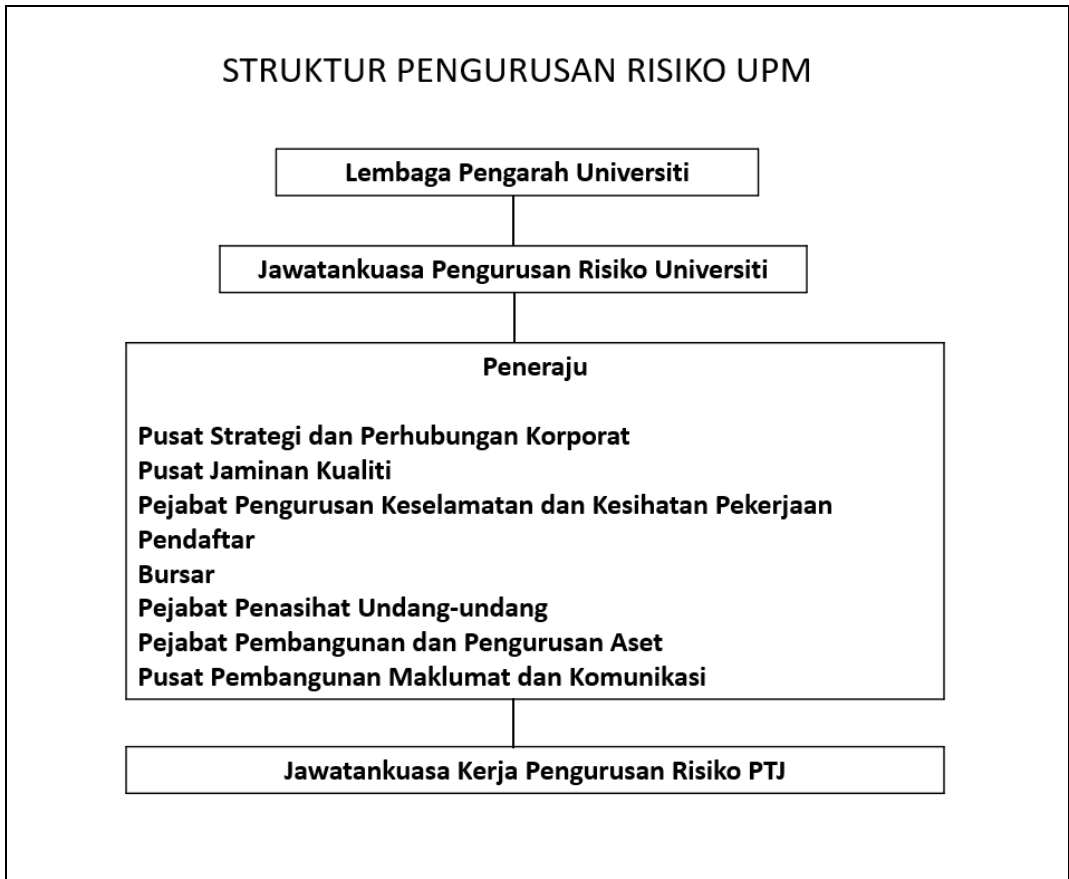 STRUKTUR PENGURUSAN RISIKO UPM
Lembaga Pengarah Universiti
Jawatankuasa Pengurusan Risiko Universiti
Peneraju
Pusat Strategi dan Perhubungan Korporat
Pusat Jaminan Kualiti
Pejabat Pengurusan Keselamatan dan Kesihatan Pekerjaan
Pendaftar
Bursar
Pejabat Penasihat Undang-undang
Pejabat Pembangunan dan Pengurusan Aset
Pusat Pembangunan Maklumat dan Komunikasi
Jawatankuasa Kerja Pengurusan Risiko PTJ